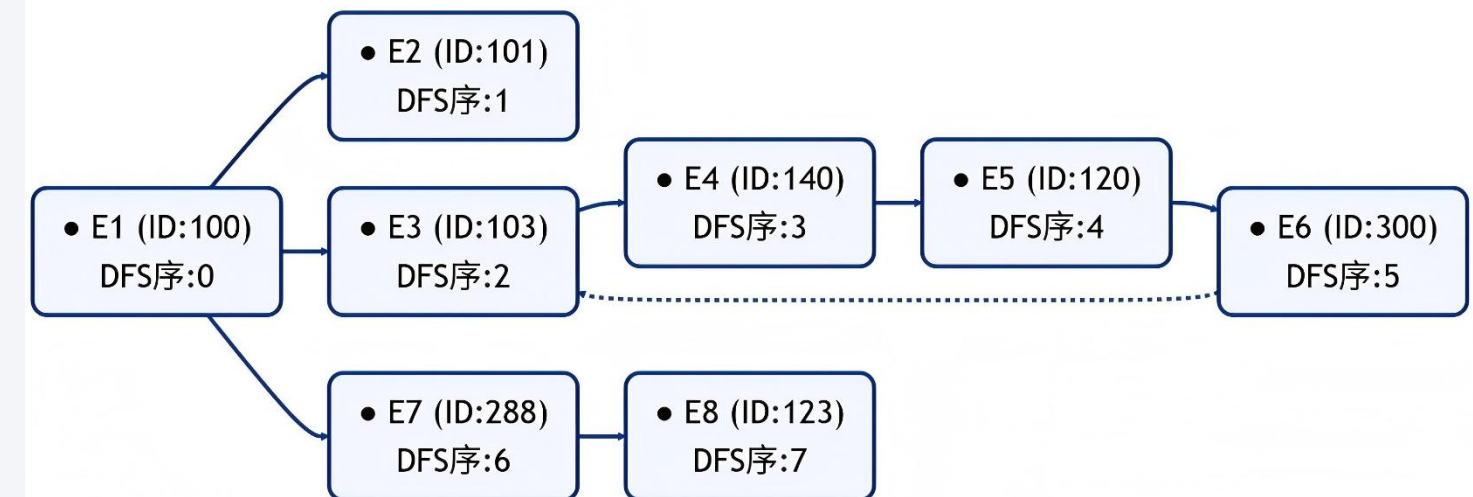 ● E2 (ID:101)
DFS序:1
● E4 (ID:140)
DFS序:3
● E5 (ID:120)
DFS序:4
● E1 (ID:100)
DFS序:0
● E3 (ID:103)
DFS序:2
● E6 (ID:300)
DFS序:5
● E7 (ID:288)
DFS序:6
● E8 (ID:123)
DFS序:7